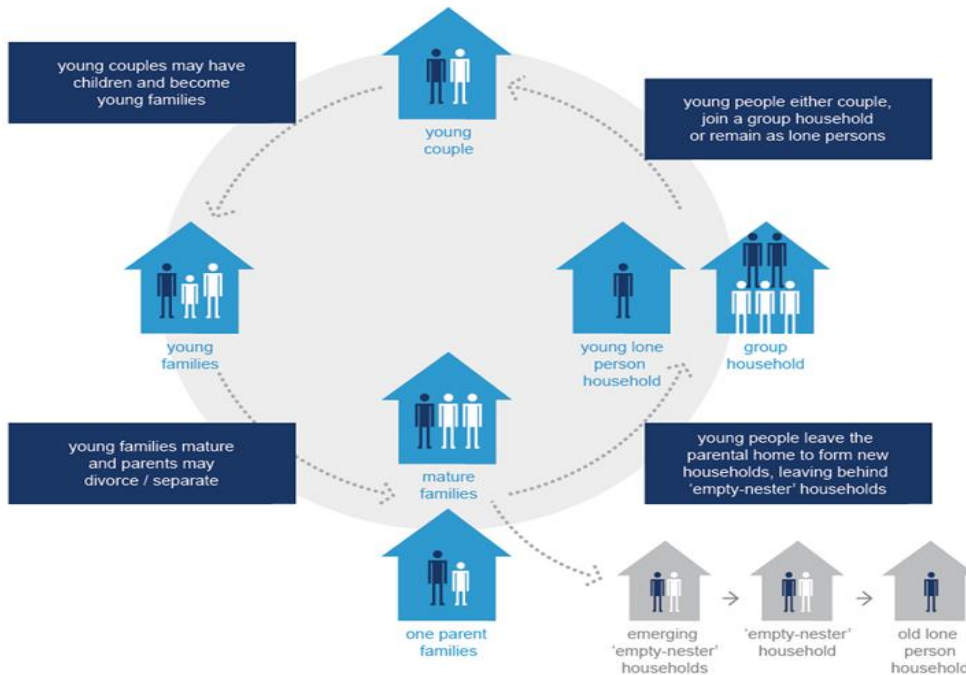 young couples may have
children and become
young families
young
couple
young people either couple,
join a group household
or remain as lone persons
young
families
young lone
person
household
group
household
young families mature
and parents may
divorce / separate
mature
families
young people leave the
parental home to form new
households, leaving behind
'empty-nester' households
one parent
families
emerging
'empty-nester'
households
'empty-nester'
household
old lone
person
household